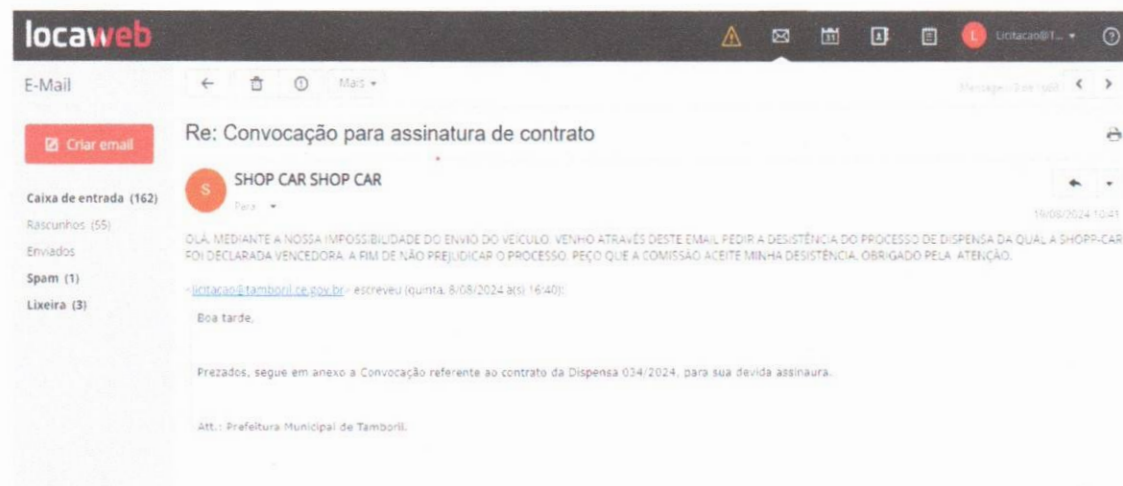 locaweb
Licitacao@T...
E-Mail
Mais
Criar email
Re: Convocação para assinatura de contrato
S
SHOP CAR SHOP CAR
Para
19/08/2024 10:41
Caixa de entrada (162)
Rascunhos (55)
Enviados
Spam (1)
Lixeira (3)
OLÁ, MEDIANTE A NOSSA IMPOSSIBILIDADE DO ENVIO DO VEÍCULO, VENHO ATRAVÉS DESTE EMAIL PEDIR A DESISTÊNCIA DO PROCESSO DE DISPENSA DA QUAL A SHOPP-CAR
FOI DECLARADA VENCEDORA. A FIM DE NÃO PREJUDICAR O PROCESSO. PEÇO QUE A COMISSÃO ACEITE MINHA DESISTÊNCIA, OBRIGADO PELA ATENÇÃO.
<licitacao@tamboril.ce.gov.br> escreveu (quinta, 8/08/2024 à(s) 16:40):
Boa tarde,
Prezados, segue em anexo a Convocação referente ao contrato da Dispensa 034/2024, para sua devida assinaura.
Att.: Prefeitura Municipal de Tamboril.